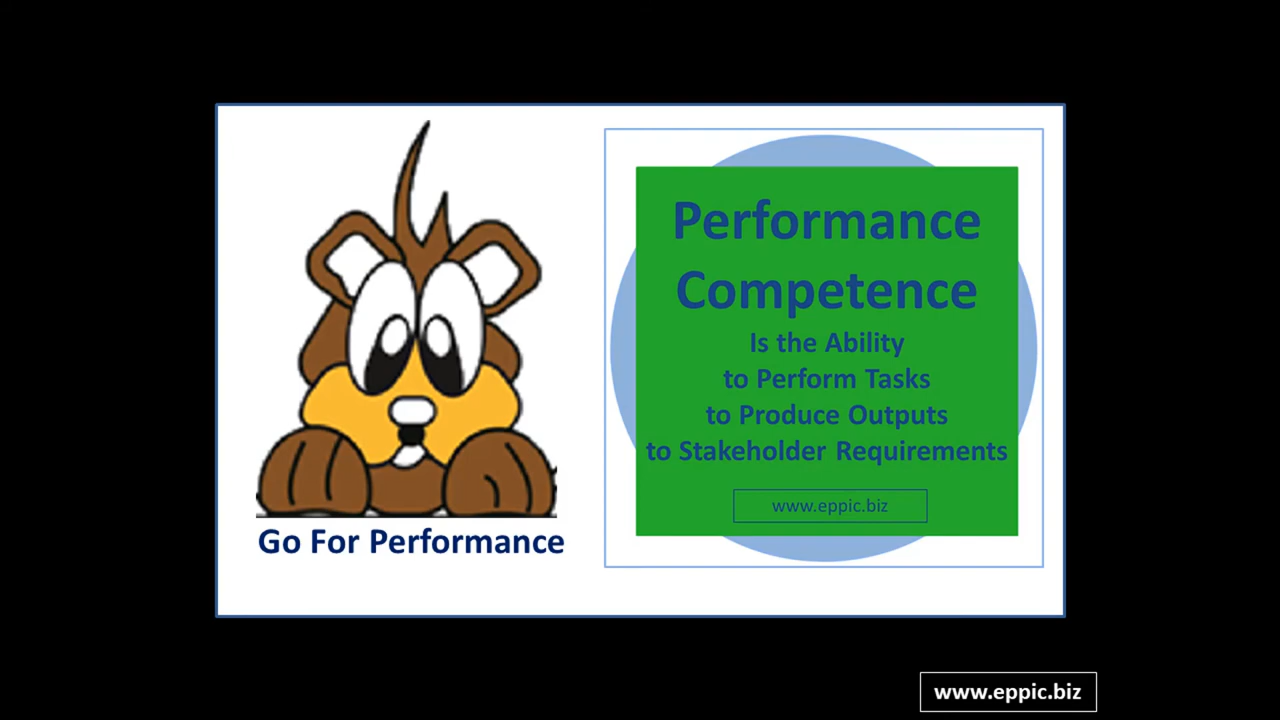 Go For Performance
Performance
Competence
Is the Ability
to Perform Tasks
to Produce Outputs
to Stakeholder Requirements
www.eppic.biz
www.eppic.biz